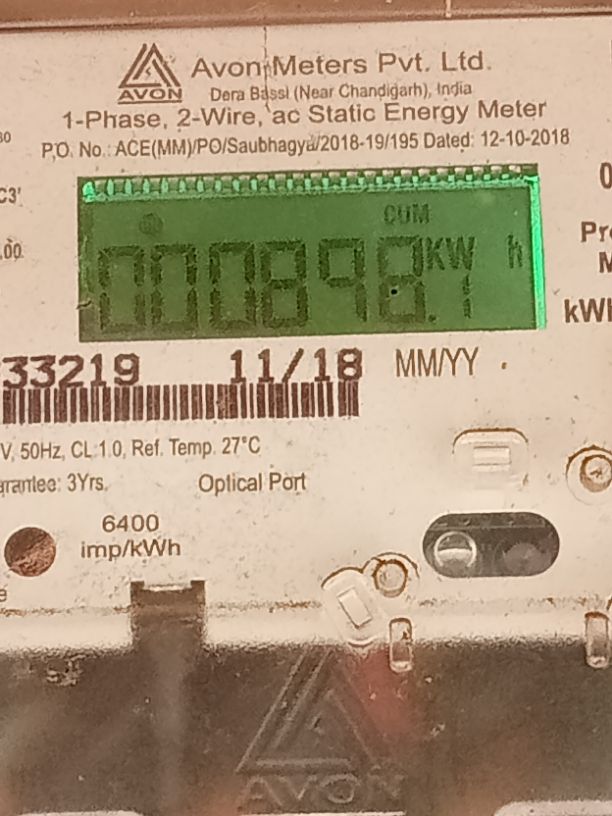 Avon Meters Pvt. Ltd.
AVON
Dera Bassi (Near Chandigarh), India
1-Phase, 2-Wire, ac Static Energy Meter
P.O. No.: ACE(MM)/PO/Saubhagya/2018-19/195 Dated: 12-10-2018
CUM
000898.1 KW h
kWh
33219 11/18 MM/YY
V, 50Hz, CL 1.0, Ref. Temp. 27°C
arantee: 3Yrs. Optical Port
6400
imp/kWh
AVON